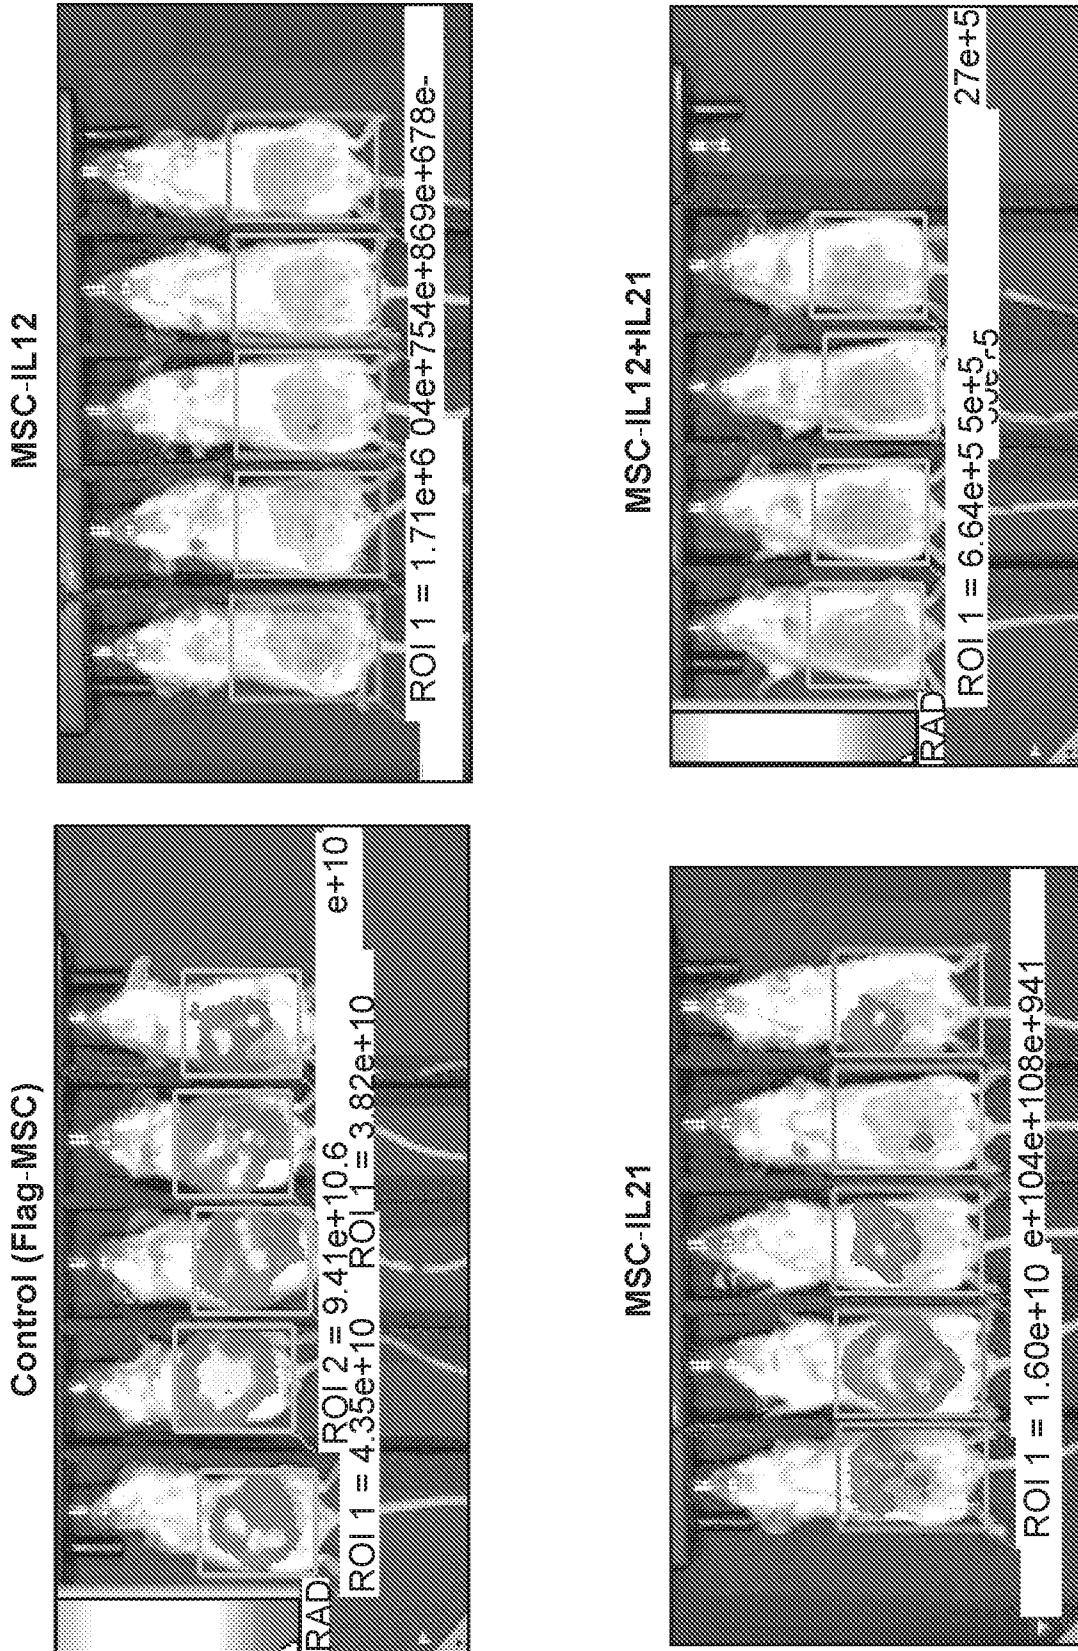 Control (Flag-MSC)
RAD
ROI 2 = 9.41e+10.6
e+10
ROI 1 = 4.35e+10
ROI 1 = 3.82e+10
MSC-IL12
ROI 1 = 1.71e+6 04e+754e+869e+678e-
MSC-IL21
ROI 1 = 1.60e+10 e+104e+108e+941
MSC-IL12+IL21
RAD
ROI 1 = 6.64e+5 5e+5
27e+5